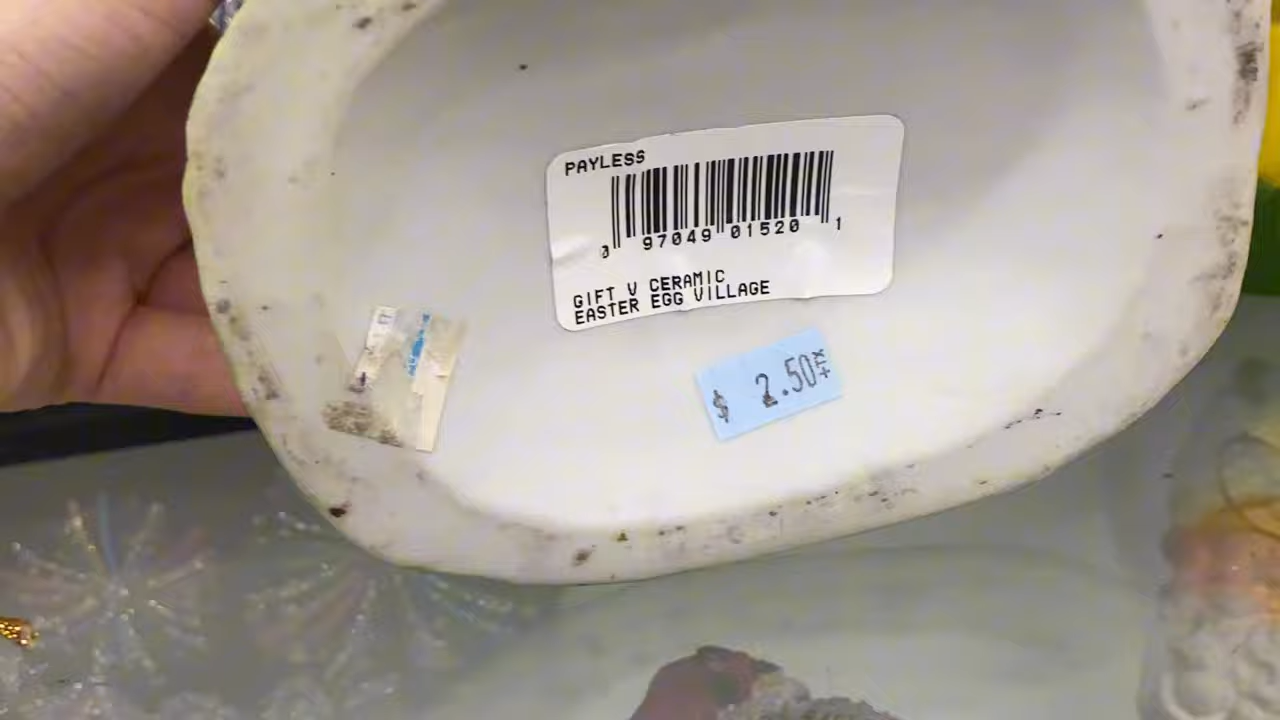 PAYLESS
0 97049 01520 1
GIFT V CERAMIC
EASTER EGG VILLAGE
$ 2.50